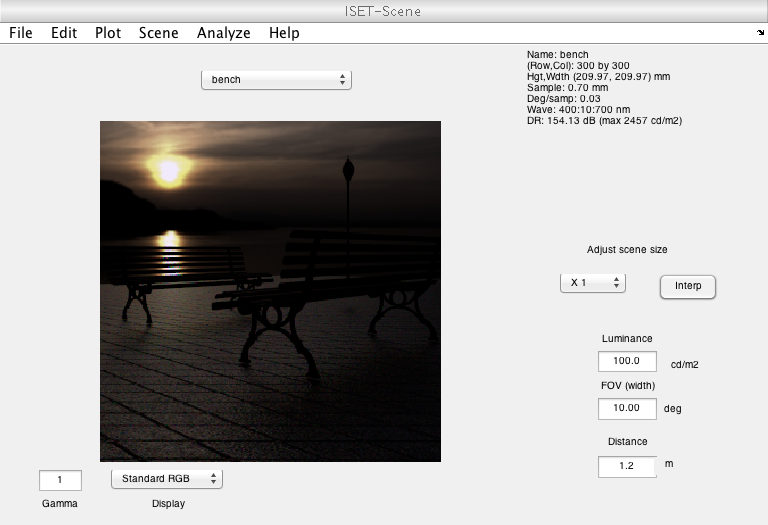 ISET-Scene
File Edit Plot Scene Analyze Help
bench
Name: bench
(Row,Col): 300 by 300
Hgt,Wdth (209.97, 209.97) mm
Sample: 0.70 mm
Deg/samp: 0.03
Wave: 400:10:700 nm
DR: 154.13 dB (max 2457 cd/m2)
Adjust scene size
X 1
Interp
Luminance
100.0 cd/m2
FOV (width)
10.00 deg
Distance
1.2 m
1
Standard RGB
Gamma
Display